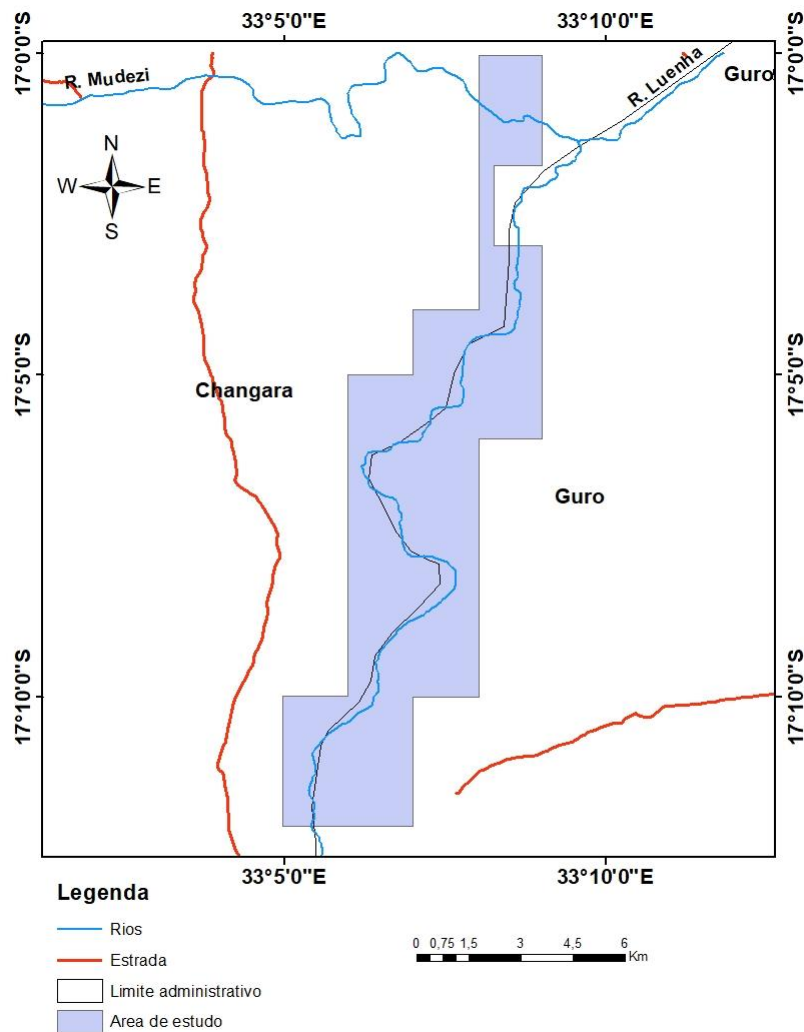 33°5'0"E 33°10'0"E
17°0'0"S
17°0'0"S
R. Mudezi
R. Luenha
Guro
N
W E
S
17°5'0"S
17°5'0"S
Changara
Guro
17°10'0"S
17°10'0"S
33°5'0"E 33°10'0"E
Legenda
Rios
Estrada
Limite administrativo
Area de estudo
0 0,75 1,5 3 4,5 6
Km